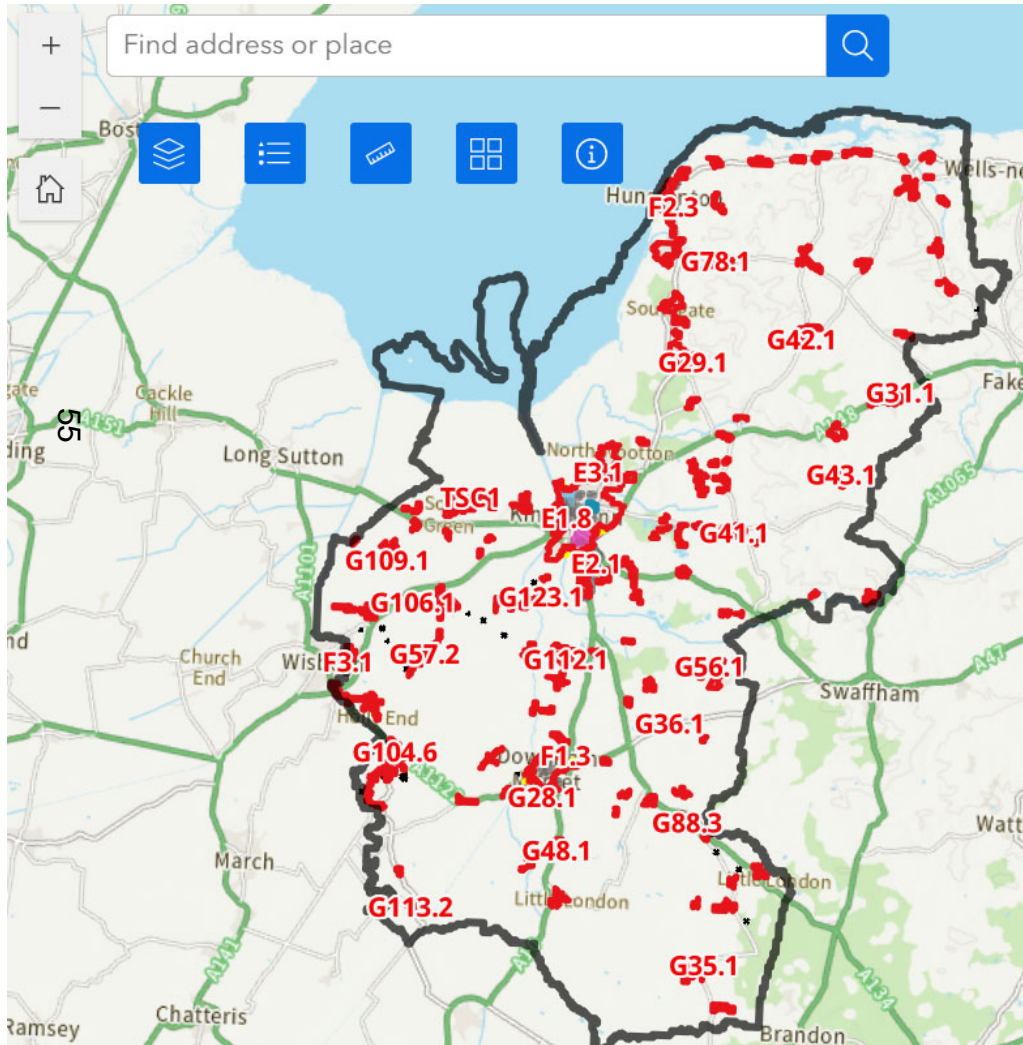 +
Find address or place
−
Bost
Wells-ne
Hunstanton
F2.3
G78.1
Southgate
G42.1
G29.1
Fake
gate
Cackle
Hill
G31.1
A148
55
A151
ding
Long Sutton
North Wootton
E3.1
G43.1
A1065
TSC1
Green
E1.8
G41.1
G109.1
E2.1
A1101
G106.1
G123.1
nd
Church
End
Wisb
F3.1
G57.2
G112.1
G56.1
A47
Swaffham
End
G36.1
G104.6
F1.3
Market
A1122
G28.1
G88.3
Watt
G48.1
March
Little London
Little London
G113.2
A141
G35.1
A134
Chatteris
Ramsey
Brandon